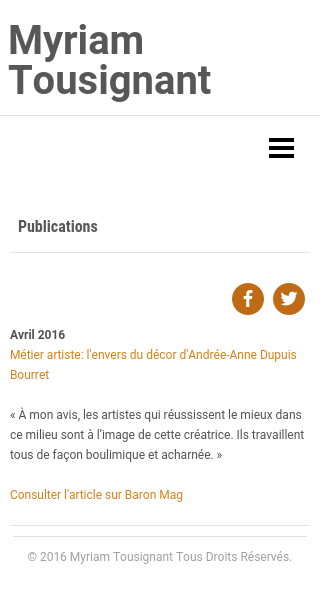 Myriam
Tousignant
Publications
Avril 2016
Métier artiste: l'envers du décor d'Andrée-Anne Dupuis
Bourret
« À mon avis, les artistes qui réussissent le mieux dans
ce milieu sont à l’image de cette créatrice. Ils travaillent
tous de façon boulimique et acharnée. »
Consulter l'article sur Baron Mag
© 2016 Myriam Tousignant Tous Droits Réservés.